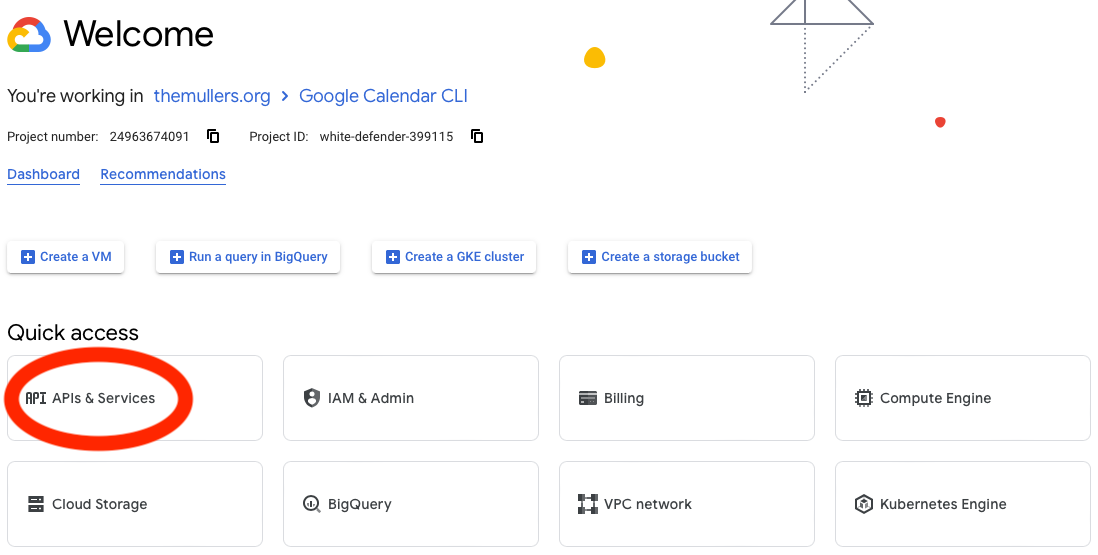 Welcome
You're working in themullers.org > Google Calendar CLI
Project number: 24963674091 Project ID: white-defender-399115
Dashboard Recommendations
Create a VM Run a query in BigQuery Create a GKE cluster Create a storage bucket
Quick access
API APIs & Services IAM & Admin Billing Compute Engine
Cloud Storage BigQuery VPC network Kubernetes Engine